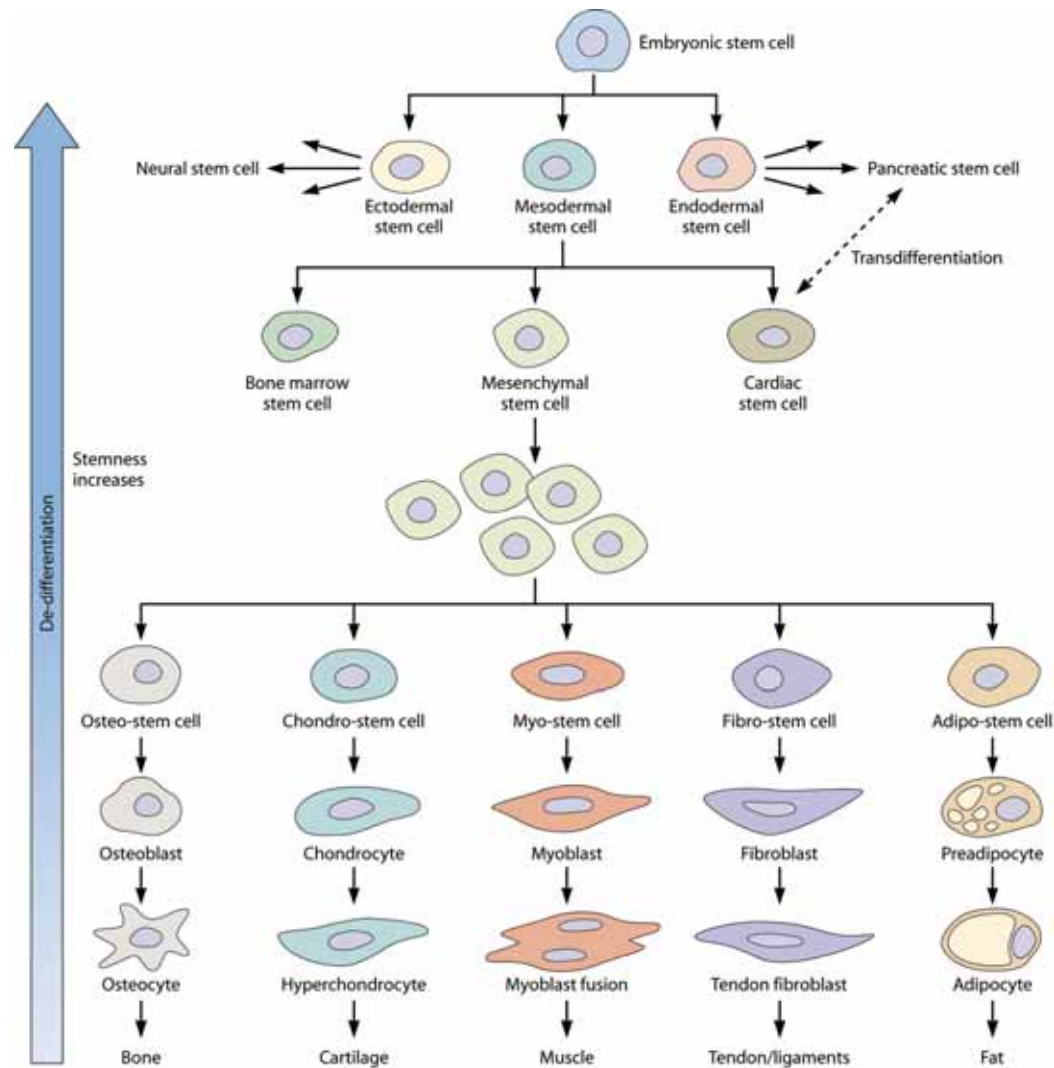 Embryonic stem cell
Neural stem cell
Pancreatic stem cell
Ectodermal
stem cell
Mesodermal
stem cell
Endodermal
stem cell
Transdifferentiation
Bone marrow
stem cell
Mesenchymal
stem cell
Cardiac
stem cell
Stemness
increases
De-differentiation
Osteo-stem cell
Chondro-stem cell
Myo-stem cell
Fibro-stem cell
Adipo-stem cell
Osteoblast
Chondrocyte
Myoblast
Fibroblast
Preadipocyte
Osteocyte
Hyperchondrocyte
Myoblast fusion
Tendon fibroblast
Adipocyte
Bone
Cartilage
Muscle
Tendon/ligaments
Fat